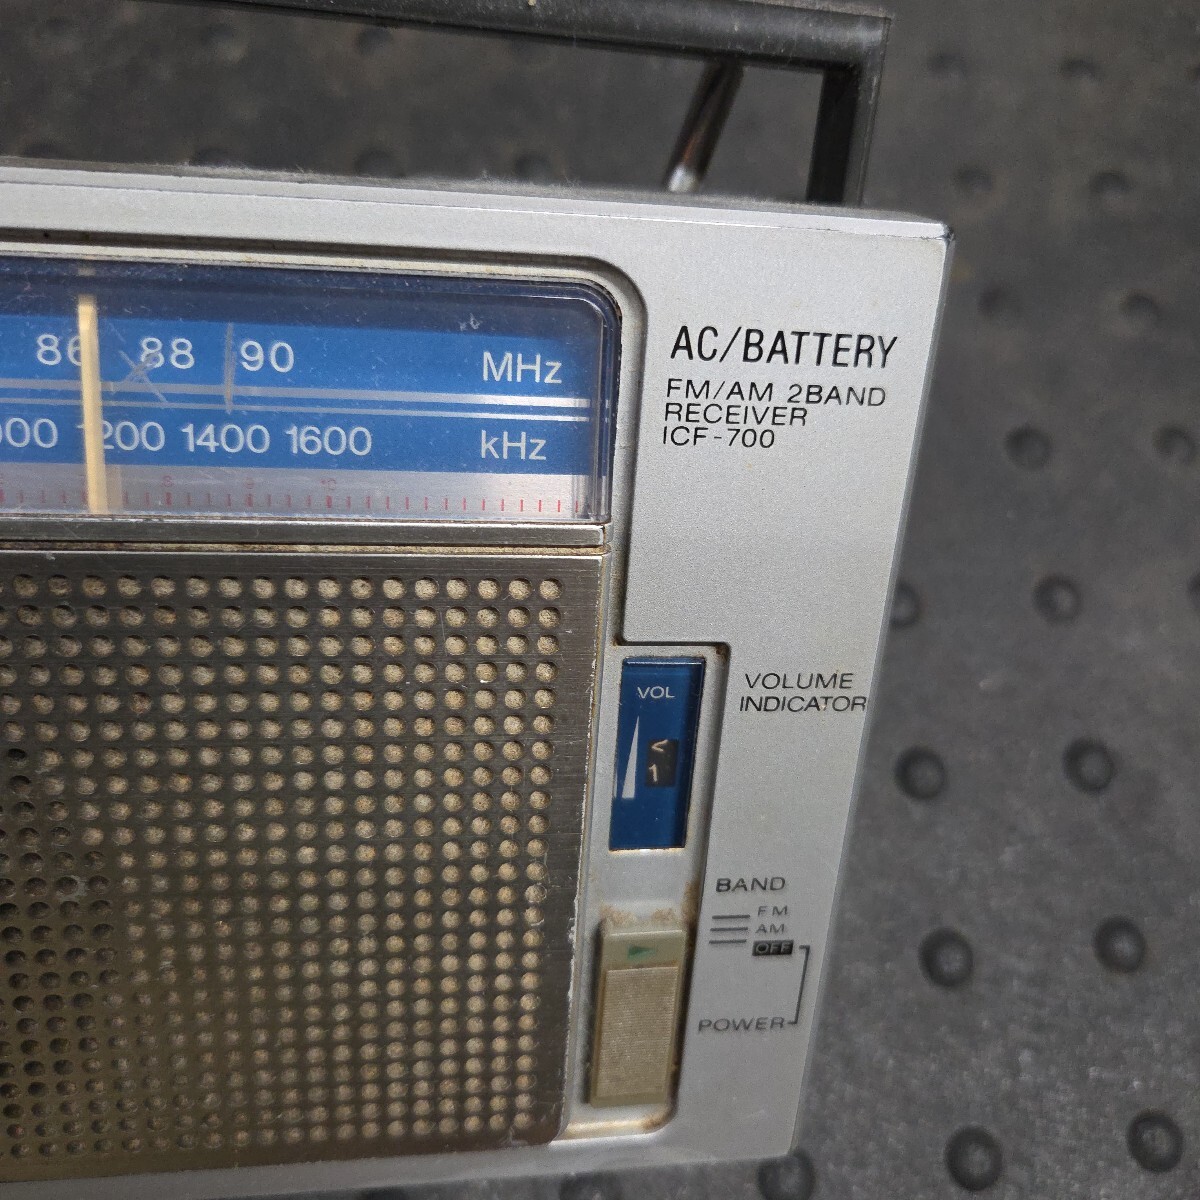 AC/BATTERY
FM/AM 2BAND
RECEIVER
ICF-700
86 88 90 MHz
1200 1400 1600 kHz
VOLUME
INDICATOR
VOL
1
BAND
FM
AM
OFF
POWER